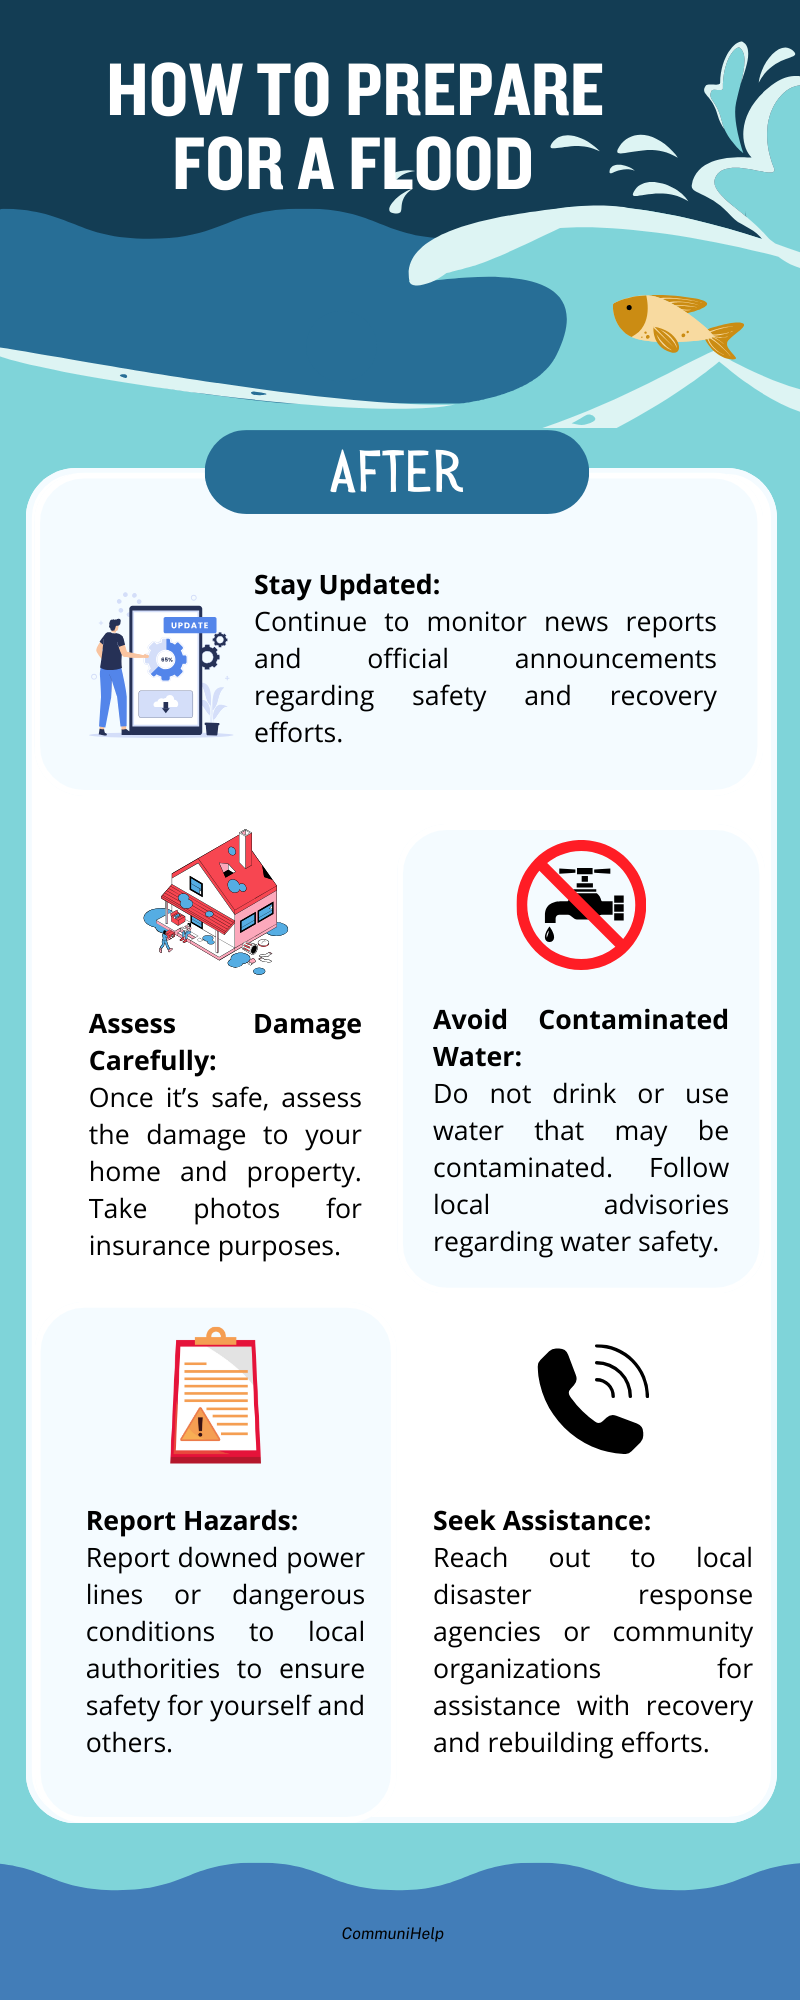 HOW TO PREPARE
FOR A FLOOD
AFTER
UPDATE
65%
Stay Updated:
Continue to monitor news reports
and official announcements
regarding safety and recovery
efforts.
Assess Damage
Carefully:
Once it’s safe, assess
the damage to your
home and property.
Take photos for
insurance purposes.
Avoid Contaminated
Water:
Do not drink or use
water that may be
contaminated. Follow
local advisories
regarding water safety.
Report Hazards:
Report downed power
lines or dangerous
conditions to local
authorities to ensure
safety for yourself and
others.
Seek Assistance:
Reach out to local
disaster response
agencies or community
organizations for
assistance with recovery
and rebuilding efforts.
CommuniHelp